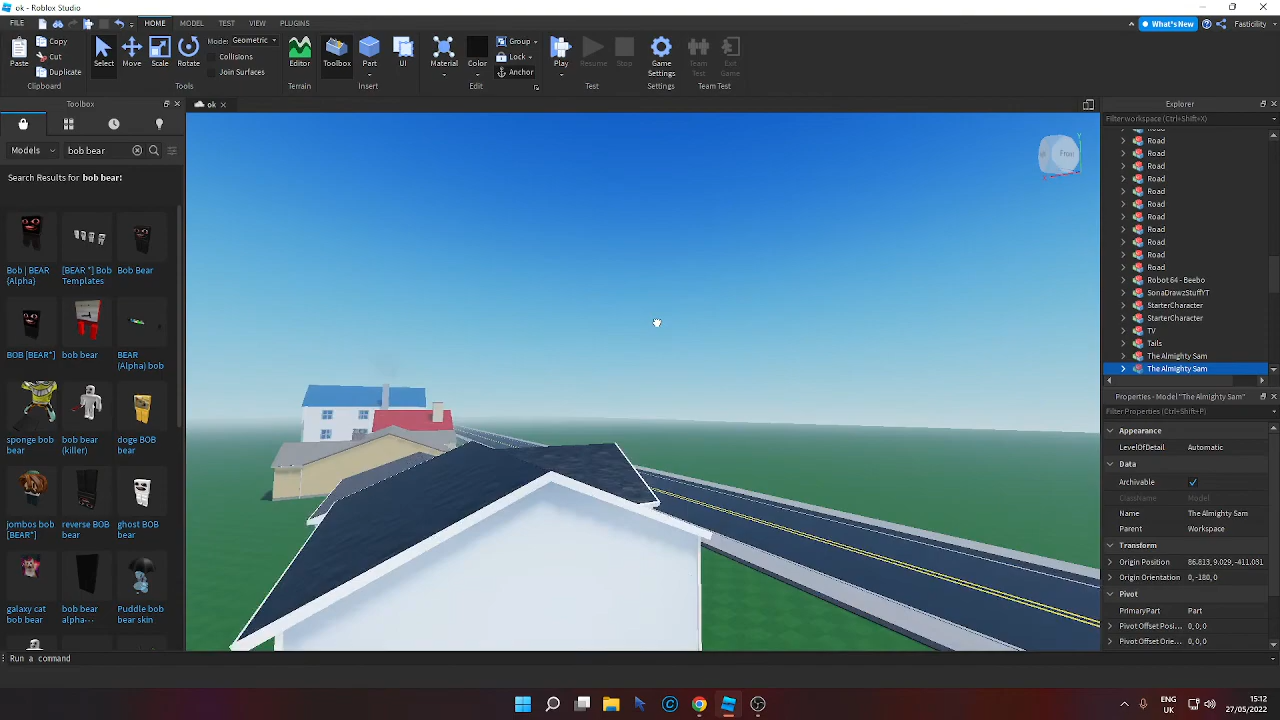 ok - Roblox Studio
FILE HOME MODEL TEST VIEW PLUGINS
What's New Fasticility
Paste Copy Cut Duplicate Clipboard
Select Move Scale Rotate Mode: Geometric Collisions Join Surfaces Tools
Editor Terrain
Toolbox Part UI Insert
Material Color Group Lock Anchor Edit
Play Resume Stop Test
Game Settings Settings
Team Test Exit Game Team Test
Toolbox
Models bob bear
Search Results for bob bear:
Bob | BEAR (Alpha)
[BEAR *] Bob Templates
Bob Bear
BOB [BEAR*]
bob bear
BEAR (Alpha) bob
sponge bob bear
bob bear (killer)
doge BOB bear
jombos bob [BEAR*]
reverse BOB bear
ghost BOB bear
galaxy cat bob bear
bob bear alpha---
Puddle bob bear skin
Run a command
ok
Front
Explorer
Filter workspace (Ctrl+Shift+X)
Road
Road
Road
Road
Road
Road
Road
Road
Road
Road
Road
Road
Robot 64 - Beebo
SonaDrawzStuffYT
StarterCharacter
StarterCharacter
TV
Tails
The Almighty Sam
The Almighty Sam
Properties - Model "The Almighty Sam"
Filter Properties (Ctrl+Shift+P)
Appearance
LevelOfDetail Automatic
Data
Archivable
ClassName Model
Name The Almighty Sam
Parent Workspace
Transform
Origin Position 86.813, 9.029, -411.031
Origin Orientation 0, -180, 0
Pivot
PrimaryPart Part
Pivot Offset Posi... 0, 0, 0
Pivot Offset Orie... 0, 0, 0
ENG
UK
15:12
27/05/2022